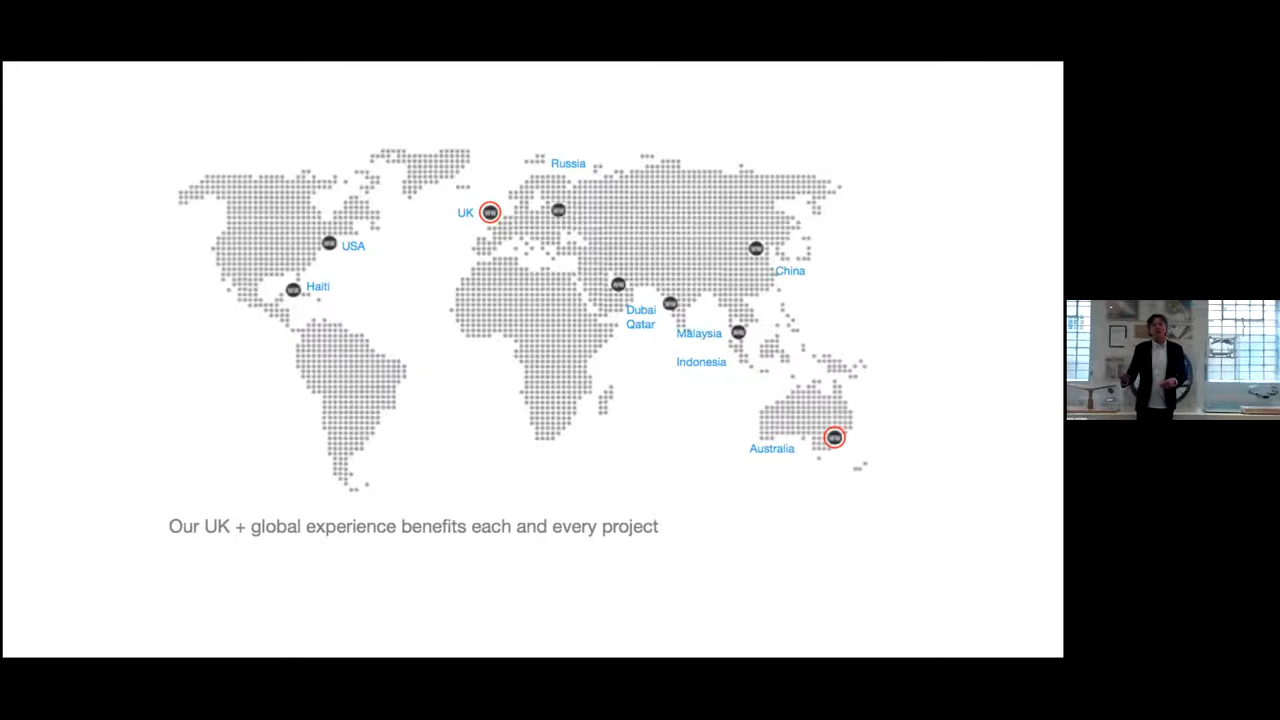 Russia
UK
USA
China
Haiti
Dubai
Qatar
Malaysia
Indonesia
Australia
Our UK + global experience benefits each and every project